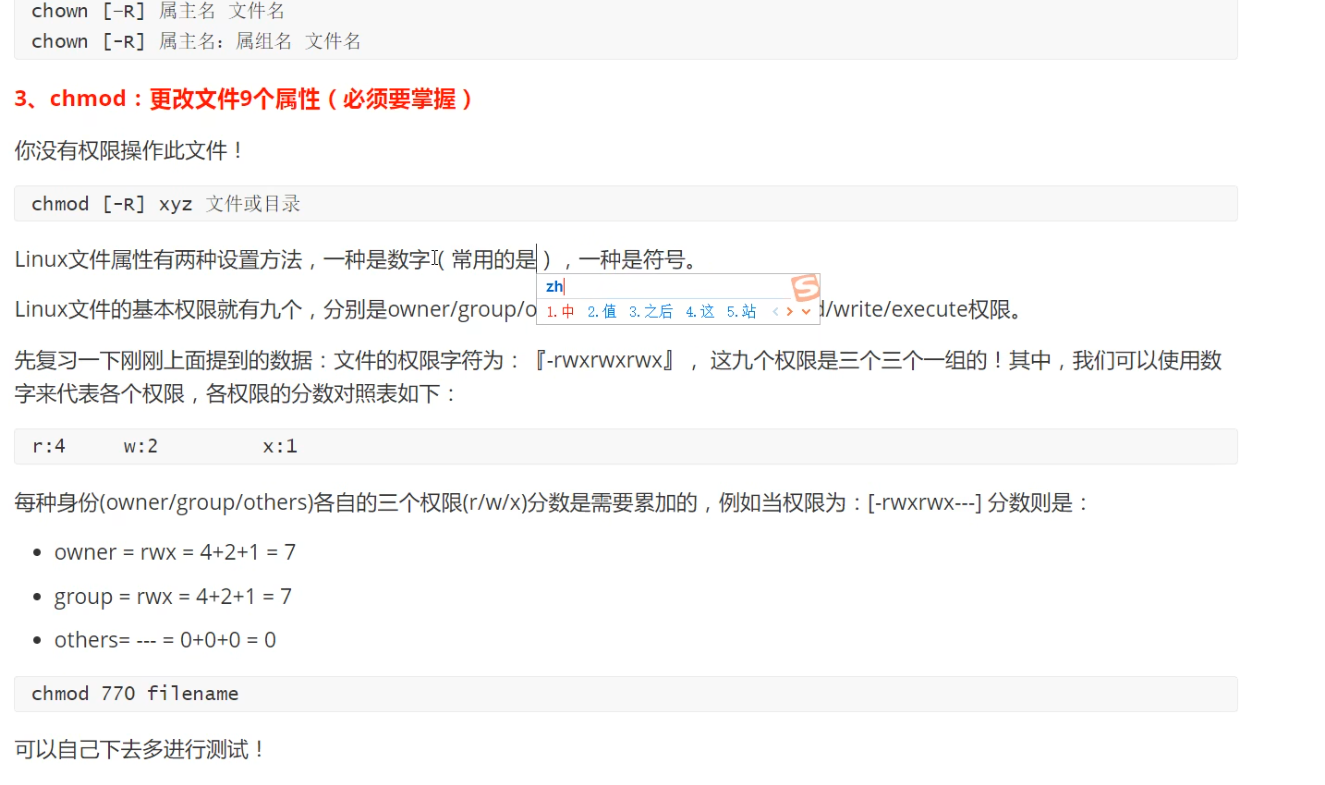 chown [-R] 属主名 文件名
chown [-R] 属主名：属组名 文件名
3、chmod：更改文件9个属性（必须要掌握）
你没有权限操作此文件！
chmod [-R] xyz 文件或目录
Linux文件属性有两种设置方法，一种是数字（常用的是），一种是符号。
zh
1.中 2.值 3.之后 4.这 5.站
Linux文件的基本权限就有九个，分别是owner/group/o d/write/execute权限。
先复习一下刚刚上面提到的数据：文件的权限字符为：『-rwxrwxrwx』， 这九个权限是三个三个一组的！其中，我们可以使用数
字来代表各个权限，各权限的分数对照表如下：
r:4 w:2 x:1
每种身份(owner/group/others)各自的三个权限(r/w/x)分数是需要累加的，例如当权限为：[-rwxrwx---] 分数则是：
• owner = rwx = 4+2+1 = 7
• group = rwx = 4+2+1 = 7
• others= --- = 0+0+0 = 0
chmod 770 filename
可以自己下去多进行测试！